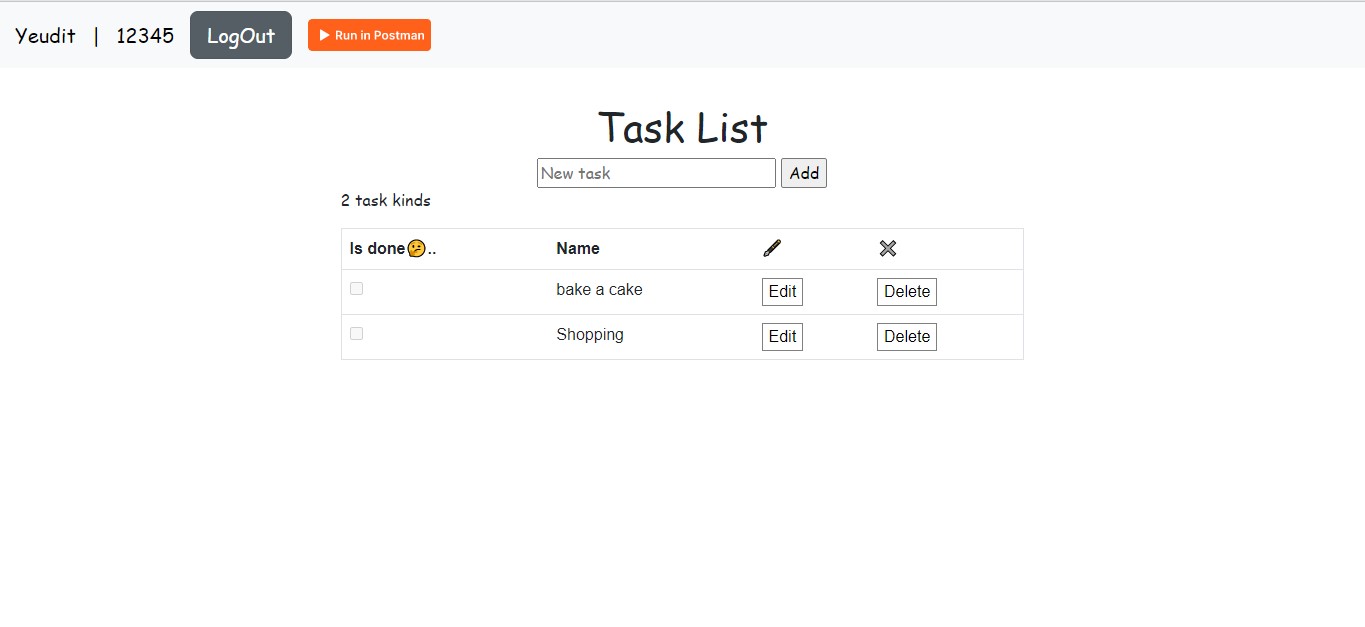 Yeudit | 12345 LogOut Run in Postman
Task List
New task Add
2 task kinds
Is done🤔.. Name
bake a cake Edit Delete
Shopping Edit Delete